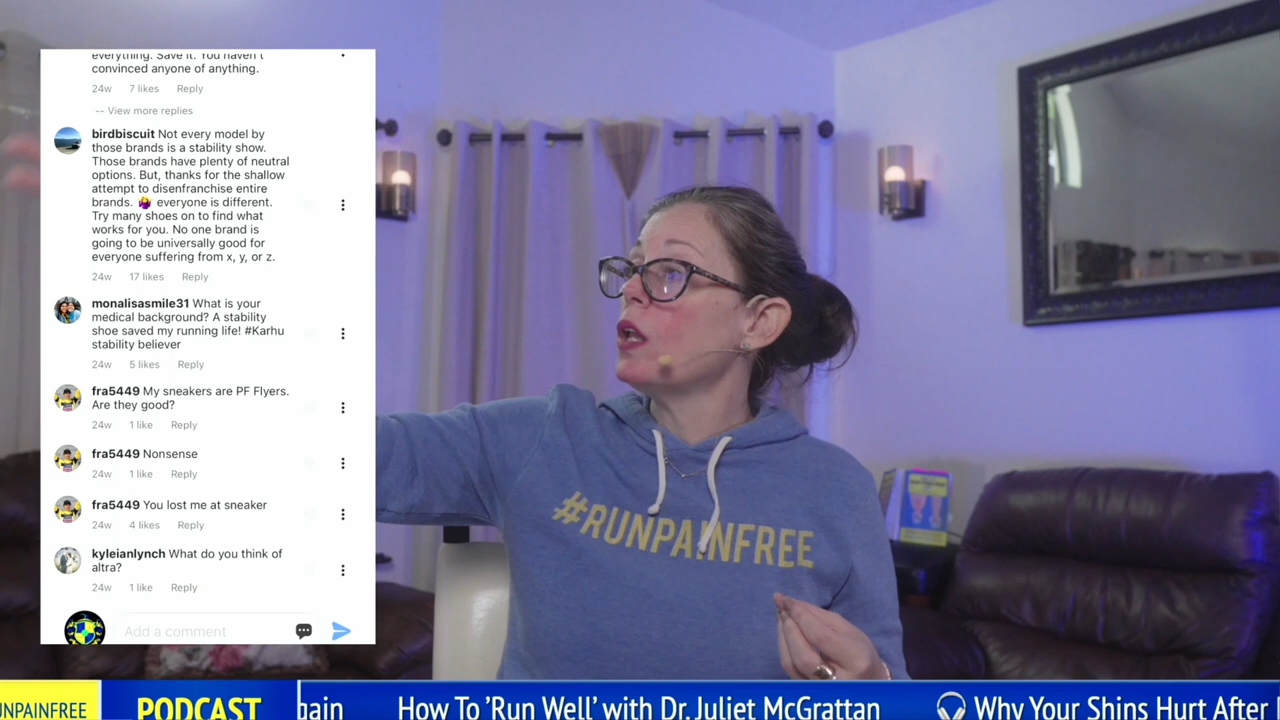 everything. Save it. You haven't
convinced anyone of anything.
24w 7 likes Reply
-- View more replies
birdbiscuit Not every model by
those brands is a stability show.
Those brands have plenty of neutral
options. But, thanks for the shallow
attempt to disenfranchise entire
brands. 🤷‍♀️ everyone is different.
Try many shoes on to find what
works for you. No one brand is
going to be universally good for
everyone suffering from x, y, or z.
24w 17 likes Reply
monalisasmile31 What is your
medical background? A stability
shoe saved my running life! #Karhu
stability believer
24w 5 likes Reply
fra5449 My sneakers are PF Flyers.
Are they good?
24w 1 like Reply
fra5449 Nonsense
24w 1 like Reply
fra5449 You lost me at sneaker
24w 4 likes Reply
kyleianlynch What do you think of
altra?
24w 1 like Reply
Add a comment
#RUNPAINFREE
UNPAINFREE PODCAST ain How To 'Run Well' with Dr. Juliet McGrattan Why Your Shins Hurt After